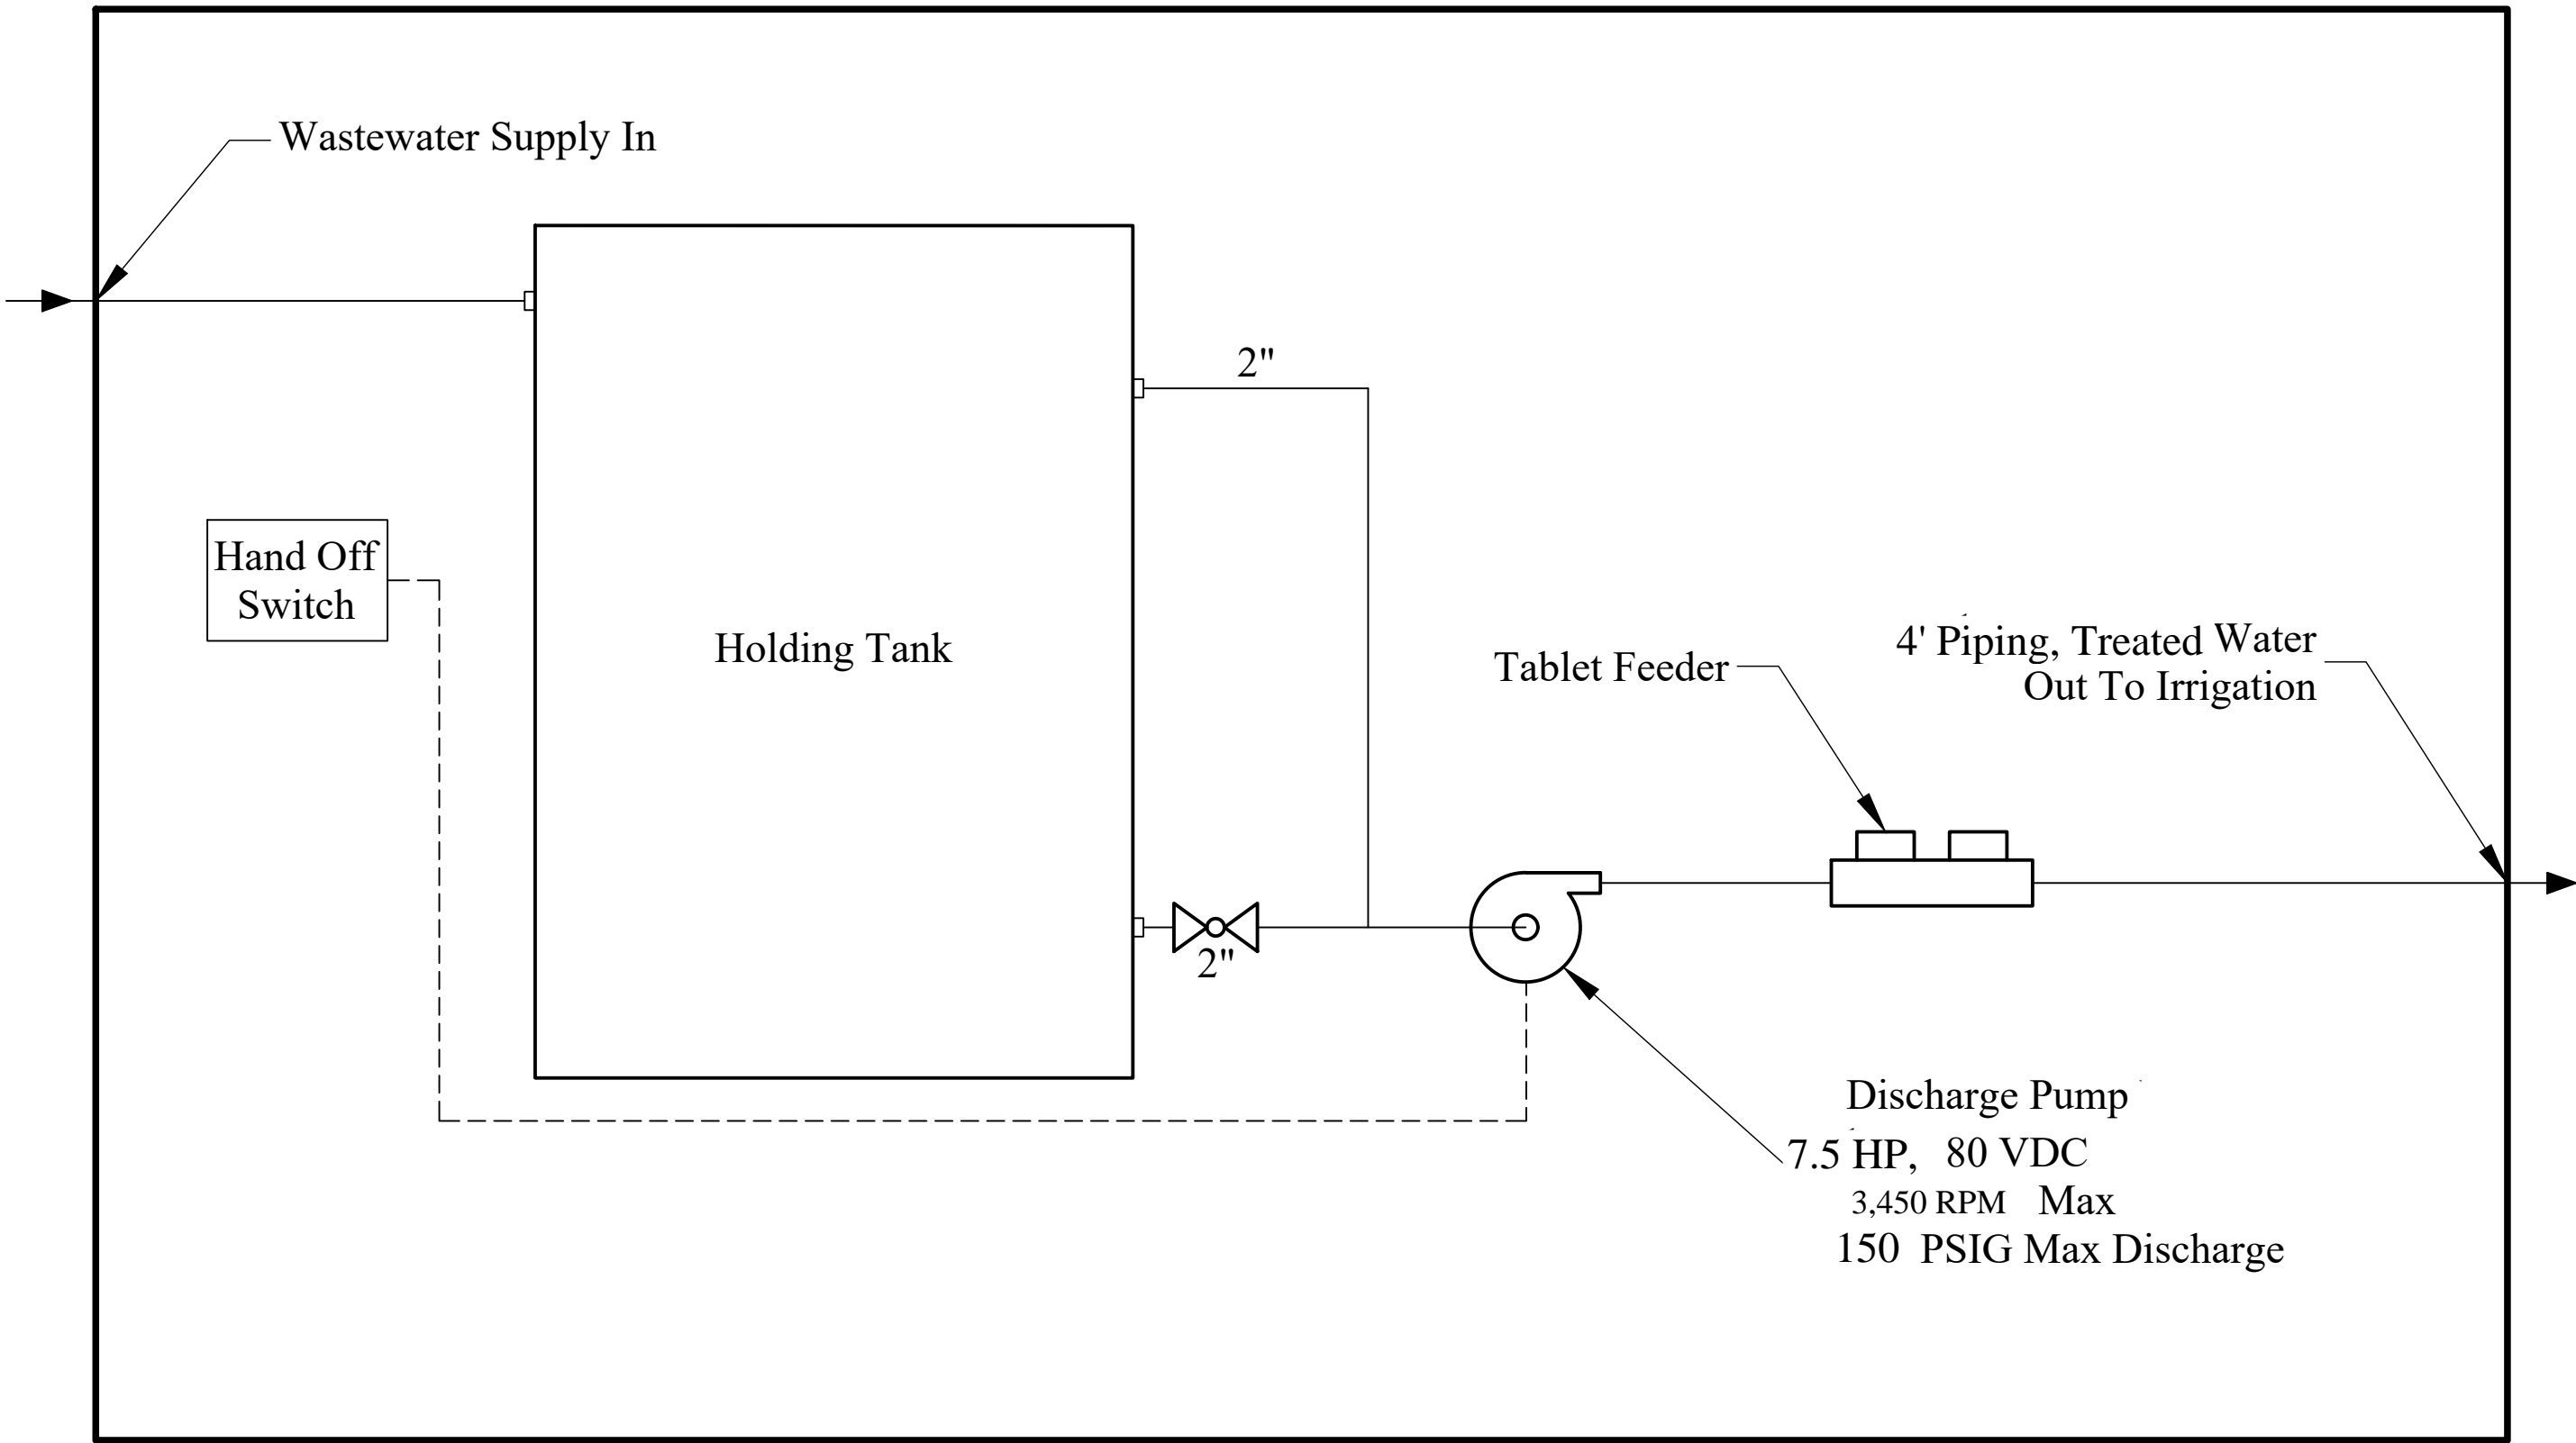 Wastewater Supply In
2"
Hand Off
Switch
Holding Tank
Tablet Feeder
4' Piping, Treated Water
Out To Irrigation
2"
Discharge Pump
7.5 HP, 80 VDC
3,450 RPM Max
150 PSIG Max Discharge